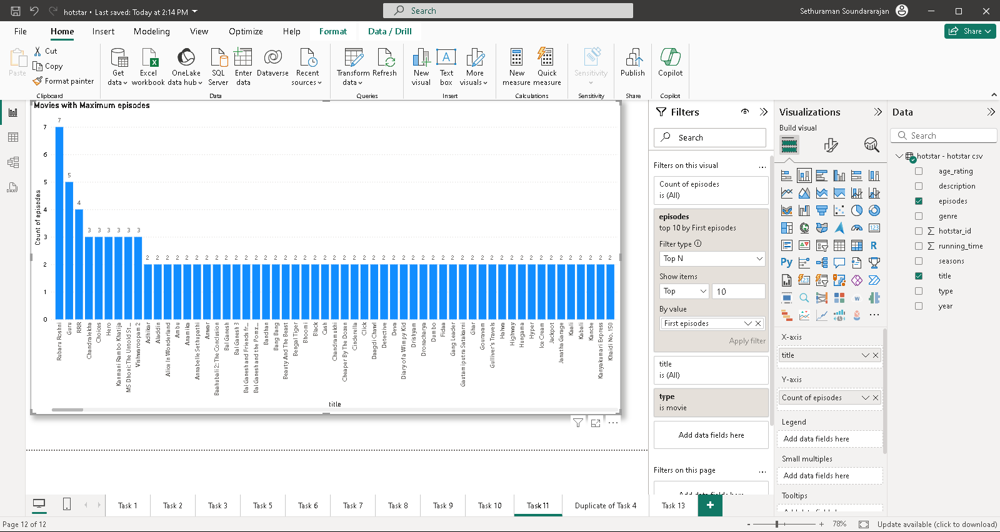 hotstar • Last saved: Today at 2:14 PM
Search
Sethuraman Soundararajan
File
Home
Insert
Modeling
View
Optimize
Help
Format
Data / Drill
Share
Paste
Cut
Copy
Format painter
Clipboard
Get data
Excel workbook
OneLake data hub
SQL Server
Enter data
Dataverse
Recent sources
Data
Transform data
Refresh
Queries
New visual
Text box
More visuals
Insert
New measure
Quick measure
Calculations
Sensitivity
Sensitivity
Publish
Share
Copilot
Copilot
Movies with Maximum episodes
Count of episodes
7
6
5
4
3
2
1
0
7
5
4
3 3 3 3 3 3
2 2 2 2 2 2 2 2 2 2 2 2 2 2 2 2 2 2 2 2 2 2 2 2 2 2 2 2 2 2 2 2 2 2 2 2 2 2 2 2 2 2 2 2 2 2 2 2
Rubaru Roshni
Guru
RRR
Chandralekha
Choices
Hero
Kanmani Rambo Khatija
MS Dhoni: The Untold St...
Vishwaroopam 2
Adhikar
Aladdin
Alice In Wonderland
Ambu
Anamika
Annabelle Sethupathi
Anwar
Baahubali 2: The Conclusion
Bal Ganesh
Bal Ganesh 3
Bal Ganesh and Friends fr...
Bal Ganesh and the Pomz...
Bandhan
Bang Bang
Beauty And The Beast
Bengal Tiger
Bhoomi
Black
Cash
Chandramukhi
Cheaper By The Dozen
Cinderella
Click
Daagdi Chawl
Detective
Deva
Diary of a Wimpy Kid
Drishyam
Dronacharya
Dumbo
Fidaa
Gang Leader
Gautamiputra Satakarni
Ghar
Gouravam
Gulliver's Travels
Halwa
Highway
Hungama
Hyper
Ice Cream
Jackpot
Janatha Garage
Kaali
Kabali
Kanche
Kanyakumari Express
Khaidi No. 150
title
Filters
Search
Filters on this visual
...
Count of episodes
is (All)
episodes
top 10 by First episodes
Filter type
Top N
Show items
Top
10
By value
First episodes
Apply filter
title
is (All)
type
is movie
Add data fields here
Filters on this page
...
Add data fields here
Visualizations
Build visual
123
R
Py
123
...
X-axis
title
Y-axis
Count of episodes
Legend
Add data fields here
Small multiples
Add data fields here
Tooltips
Add data fields here
Data
Search
hotstar - hotstar csv
age_rating
description
episodes
genre
hotstar_id
running_time
seasons
title
type
year
Task 1
Task 2
Task 3
Task 5
Task 6
Task 7
Task 8
Task 9
Task 10
Task 11
Duplicate of Task 4
Task 13
+
Page 12 of 12
- + 78%
Update available (click to download)